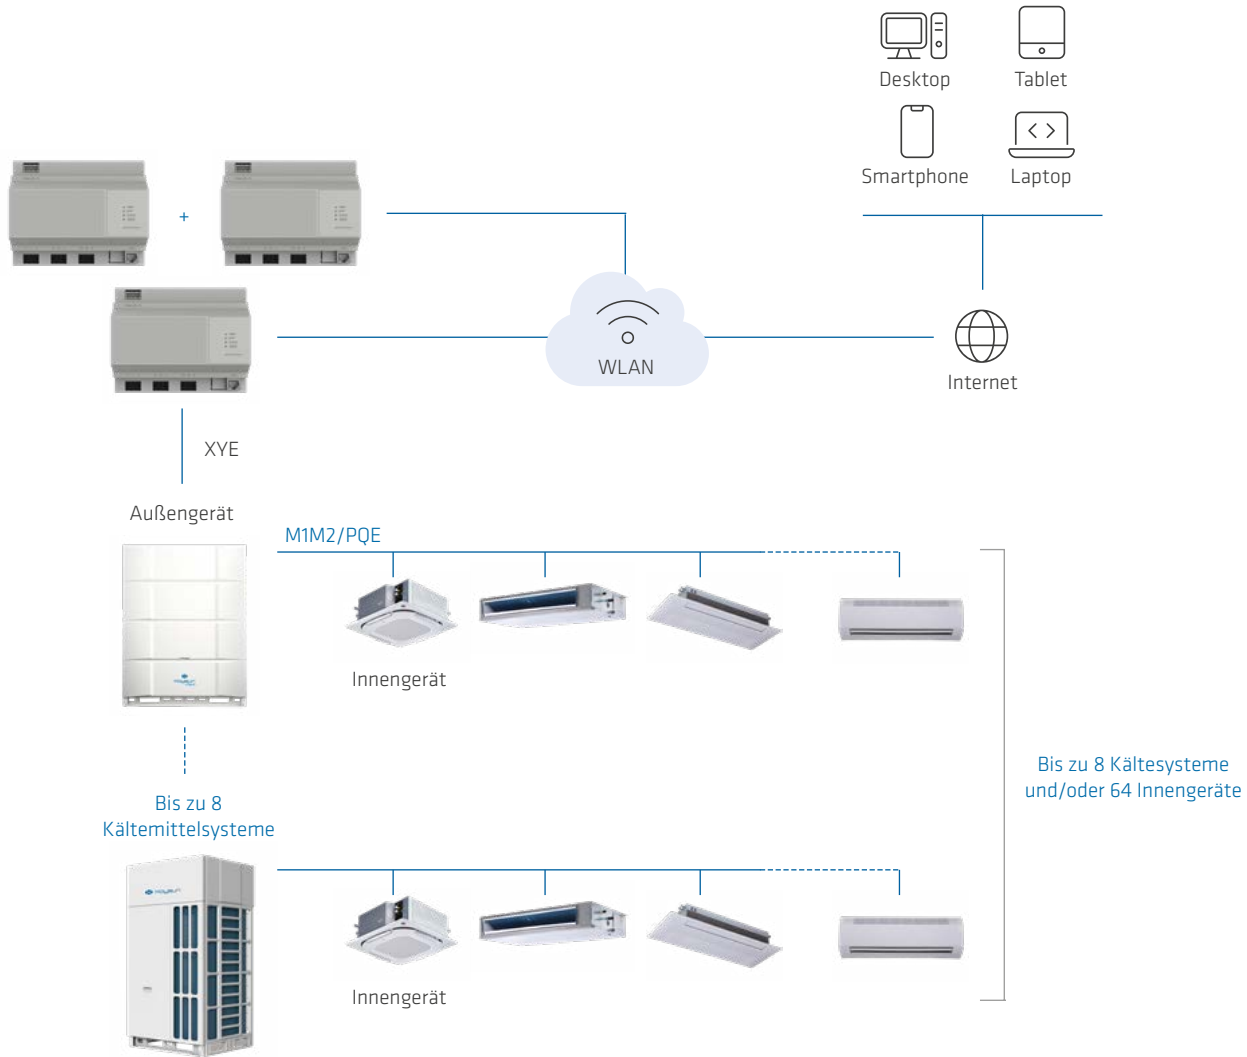 Desktop
Tablet
Smartphone
Laptop
+
WLAN
Internet
XYE
Außengerät
M1M2/PQE
Innengerät
Bis zu 8
Kältemittelsysteme
Bis zu 8 Kältesysteme
und/oder 64 Innengeräte
Innengerät